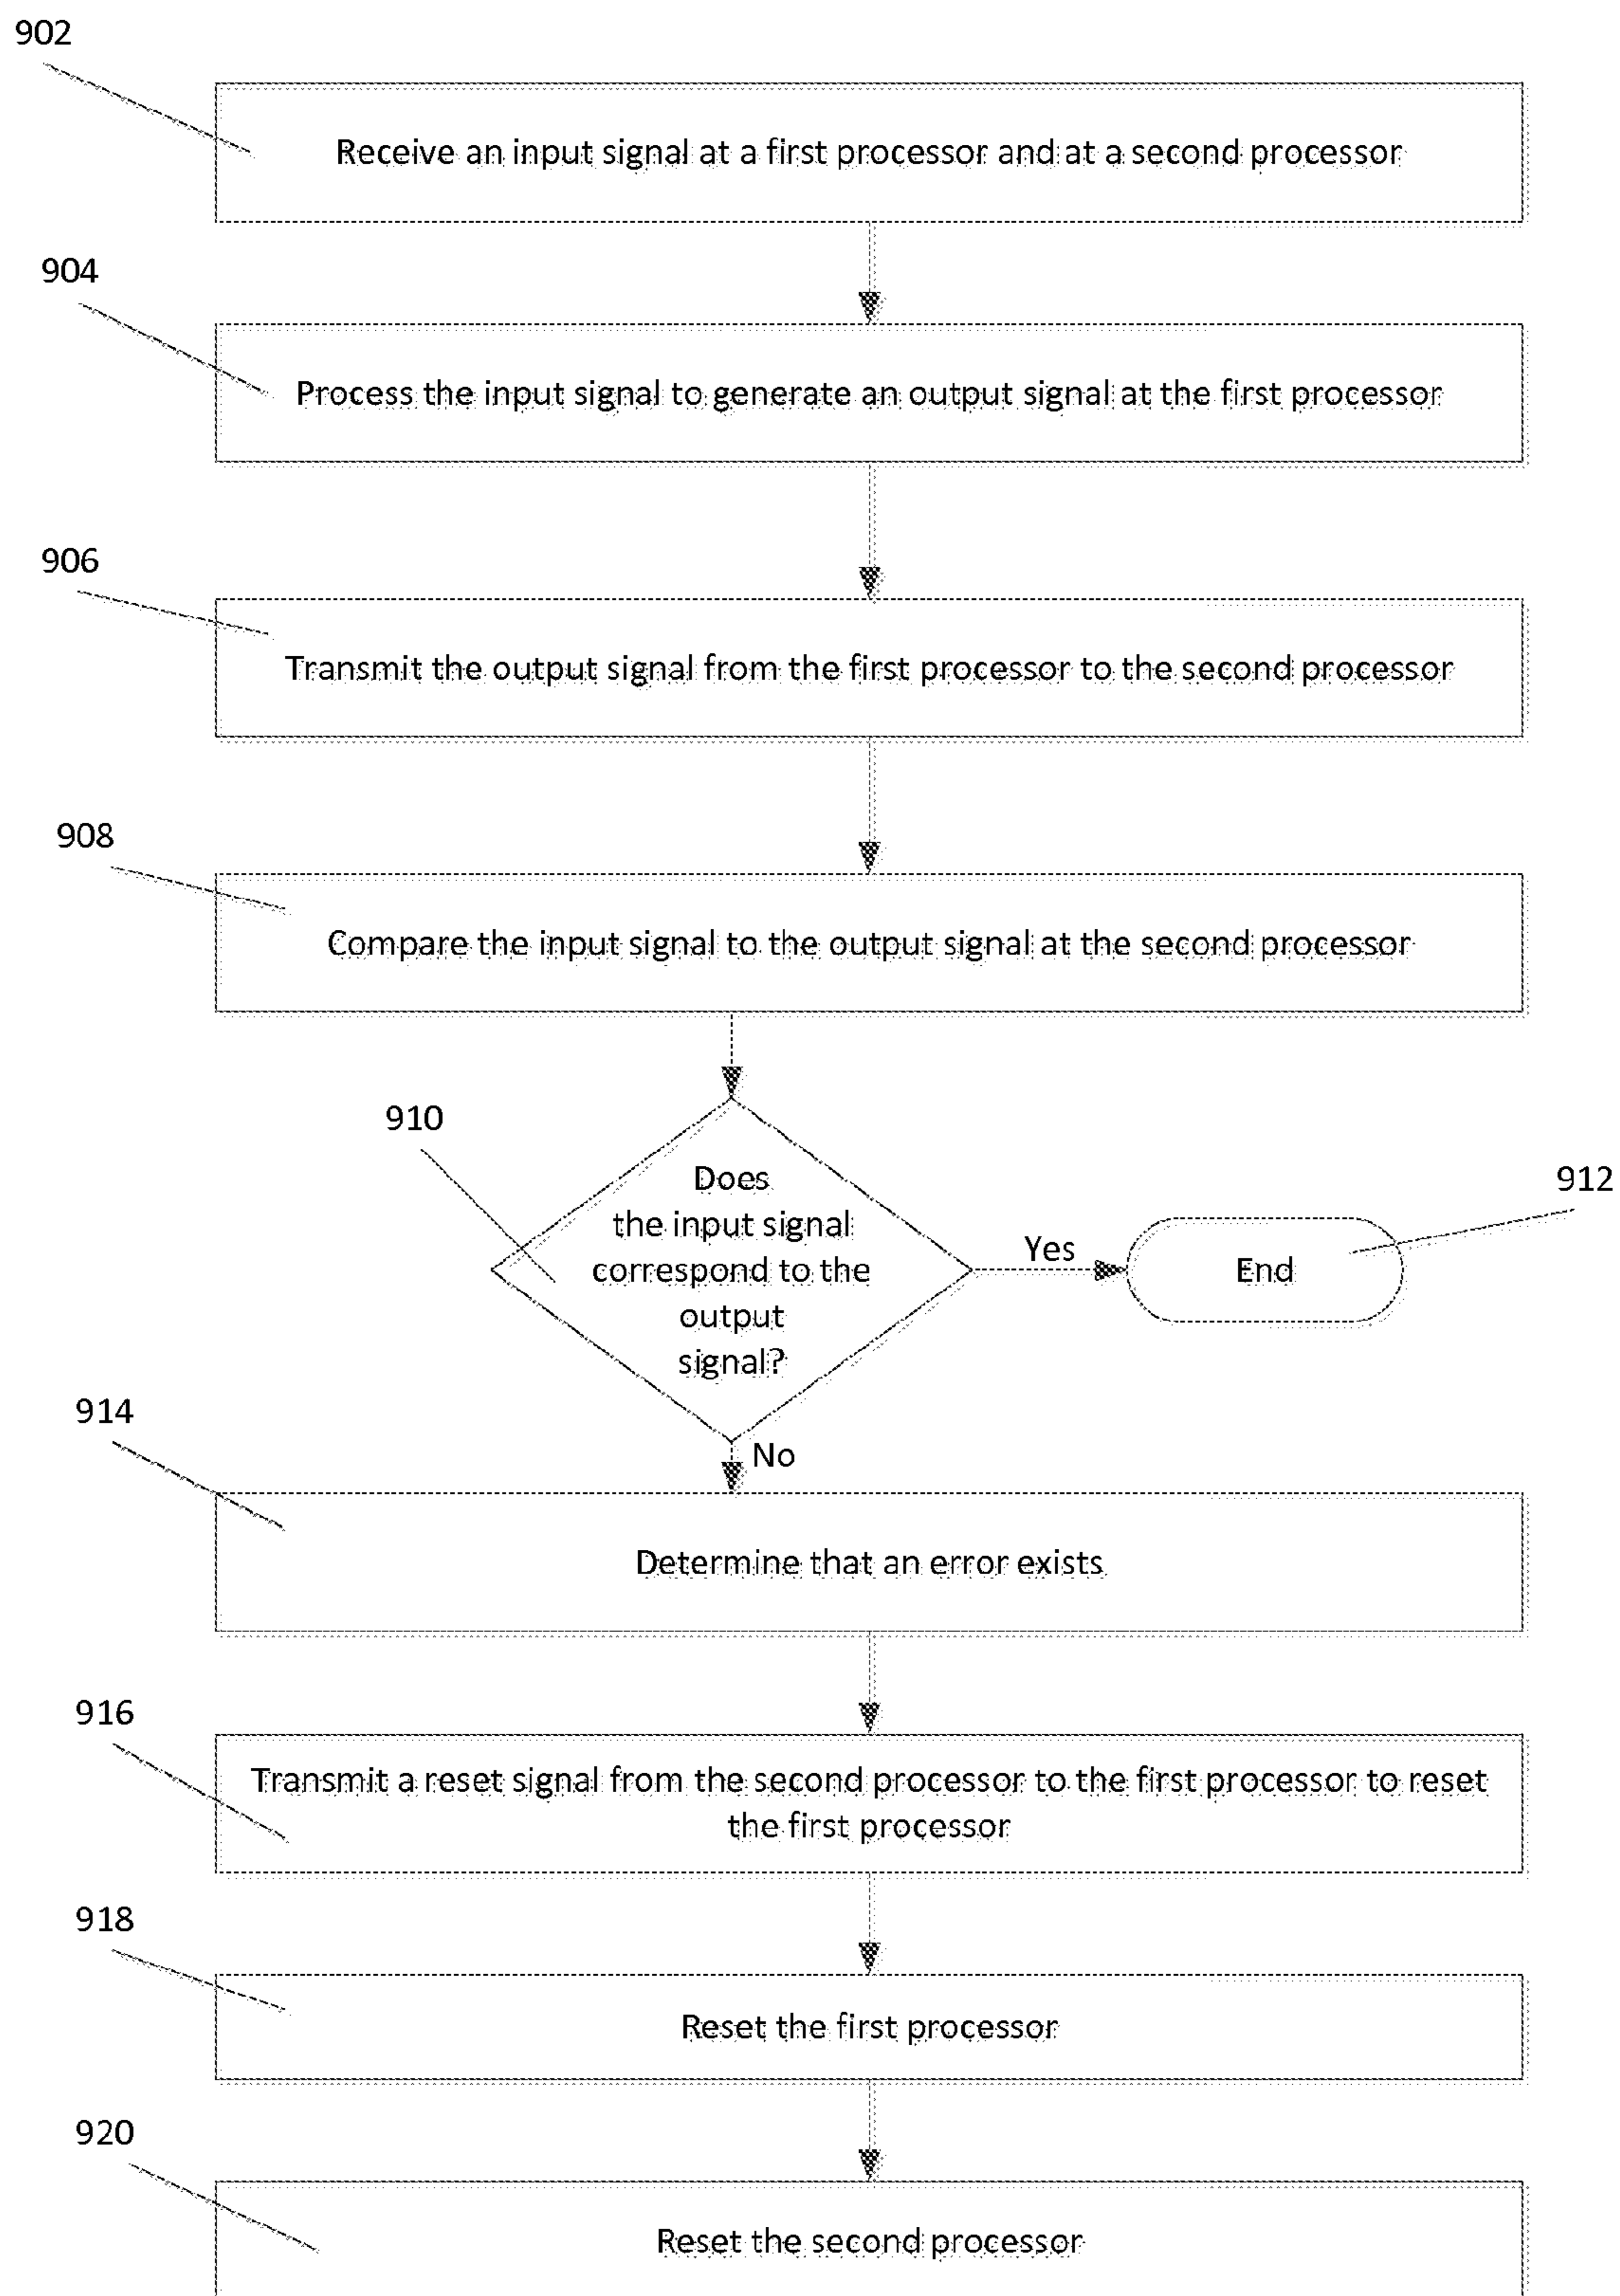 902
Receive an input signal at a first processor and at a second processor
904
Process the input signal to generate an output signal at the first processor
906
Transmit the output signal from the first processor to the second processor
908
Compare the input signal to the output signal at the second processor
910
Does
the input signal
correspond to the
output
signal?
Yes
End
912
No
914
Determine that an error exists
916
Transmit a reset signal from the second processor to the first processor to reset
the first processor
918
Reset the first processor
920
Reset the second processor